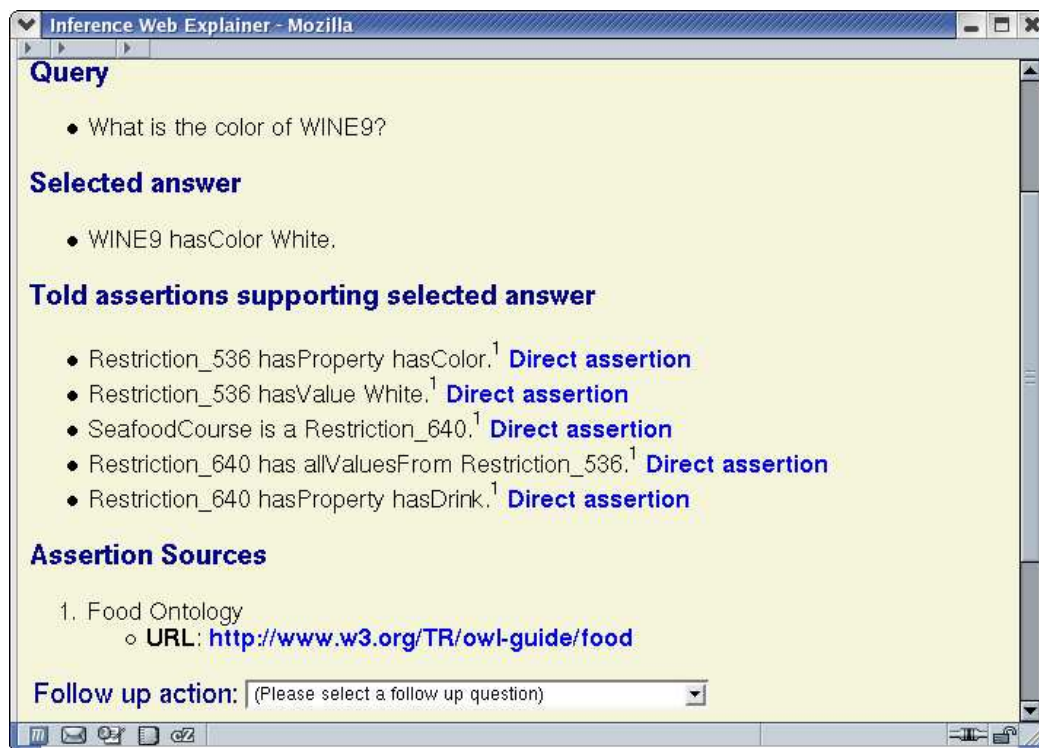 Inference Web Explainer - Mozilla
Query
• What is the color of WINE9?
Selected answer
• WINE9 hasColor White.
Told assertions supporting selected answer
• Restriction_536 hasProperty hasColor.1 Direct assertion
• Restriction_536 hasValue White.1 Direct assertion
• SeafoodCourse is a Restriction_640.1 Direct assertion
• Restriction_640 has allValuesFrom Restriction_536.1 Direct assertion
• Restriction_640 hasProperty hasDrink.1 Direct assertion
Assertion Sources
1. Food Ontology
○ URL: http://www.w3.org/TR/owl-guide/food
Follow up action: (Please select a follow up question)